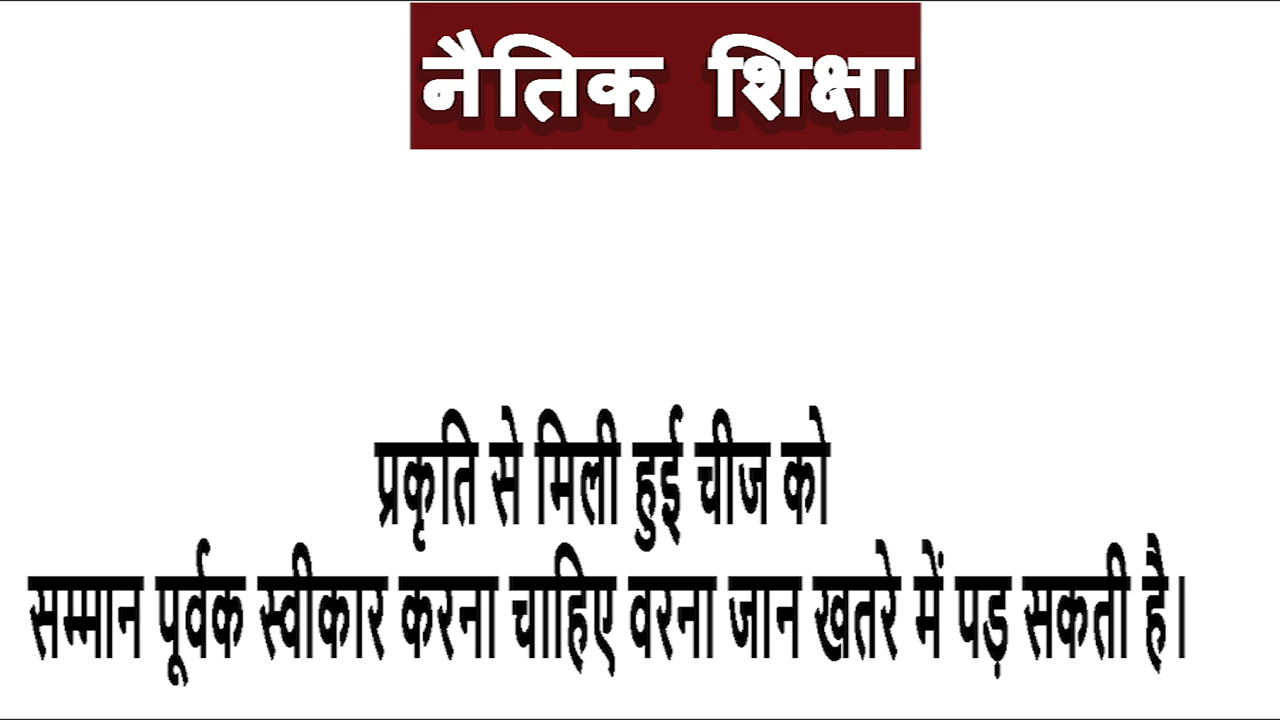 नैतिक शिक्षा
प्रकृति से मिली हुई चीज को
सम्मान पूर्वक स्वीकार करना चाहिए वरना जान खतरे में पड़ सकती है।